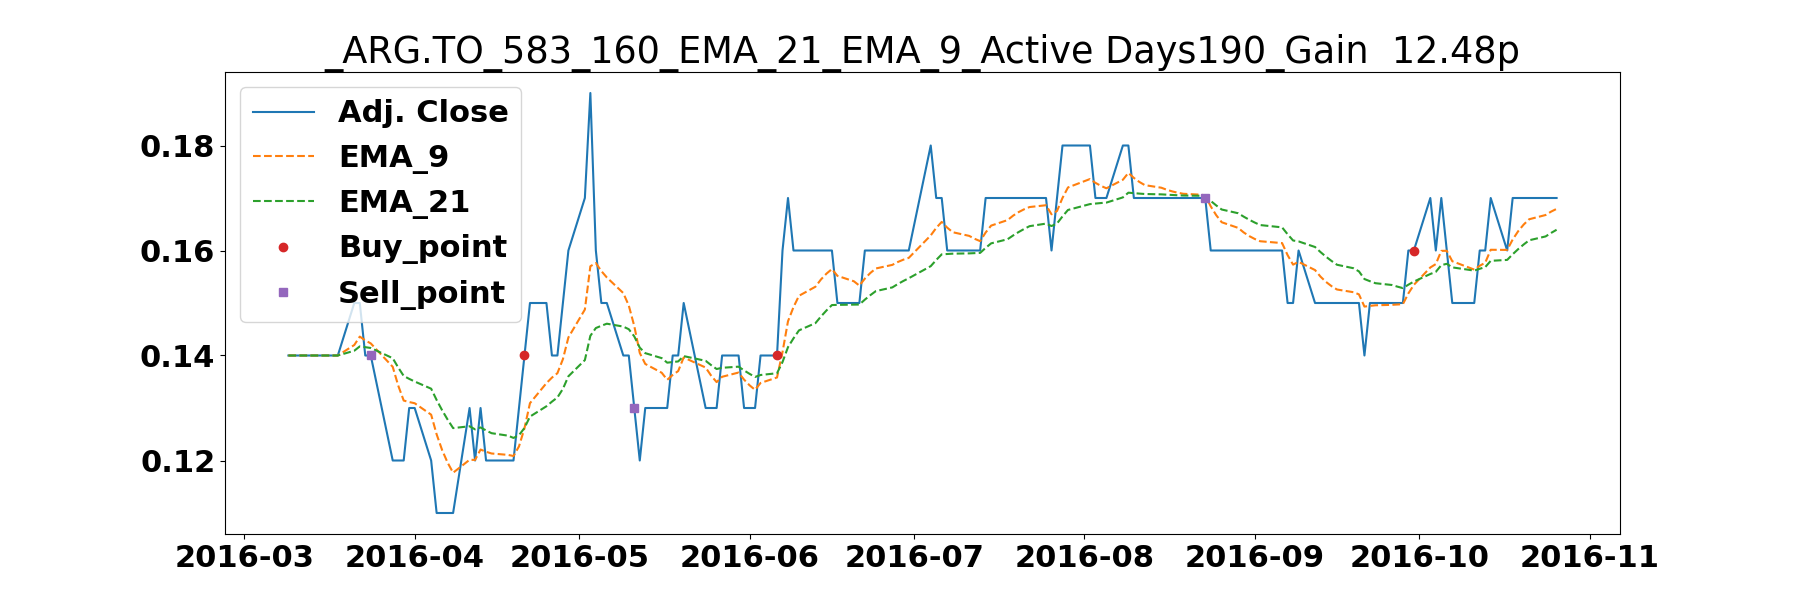 _ARG.TO_583_160_EMA_21_EMA_9_Active Days190_Gain  12.48p
Adj. Close
EMA_9
EMA_21
Buy_point
Sell_point
0.18
0.16
0.14
0.12
2016-03 2016-04 2016-05 2016-06 2016-07 2016-08 2016-09 2016-10 2016-11